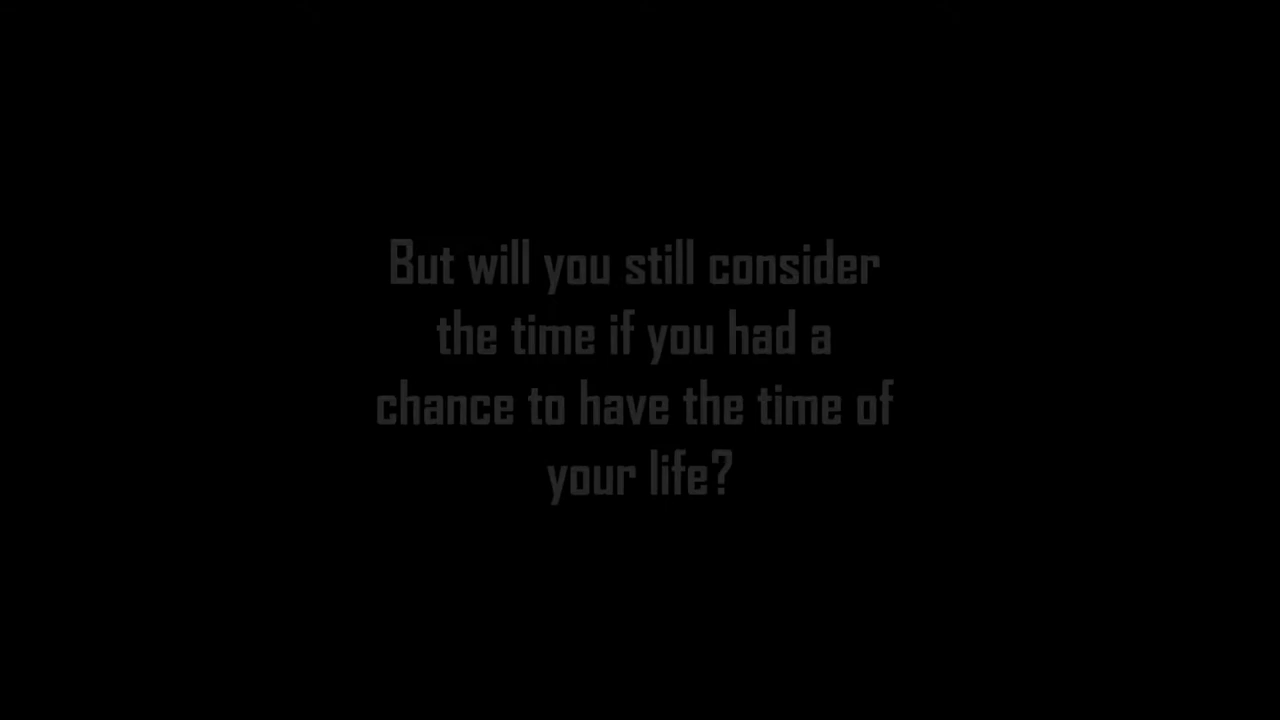 But will you still consider
the time if you had a
chance to have the time of
your life?